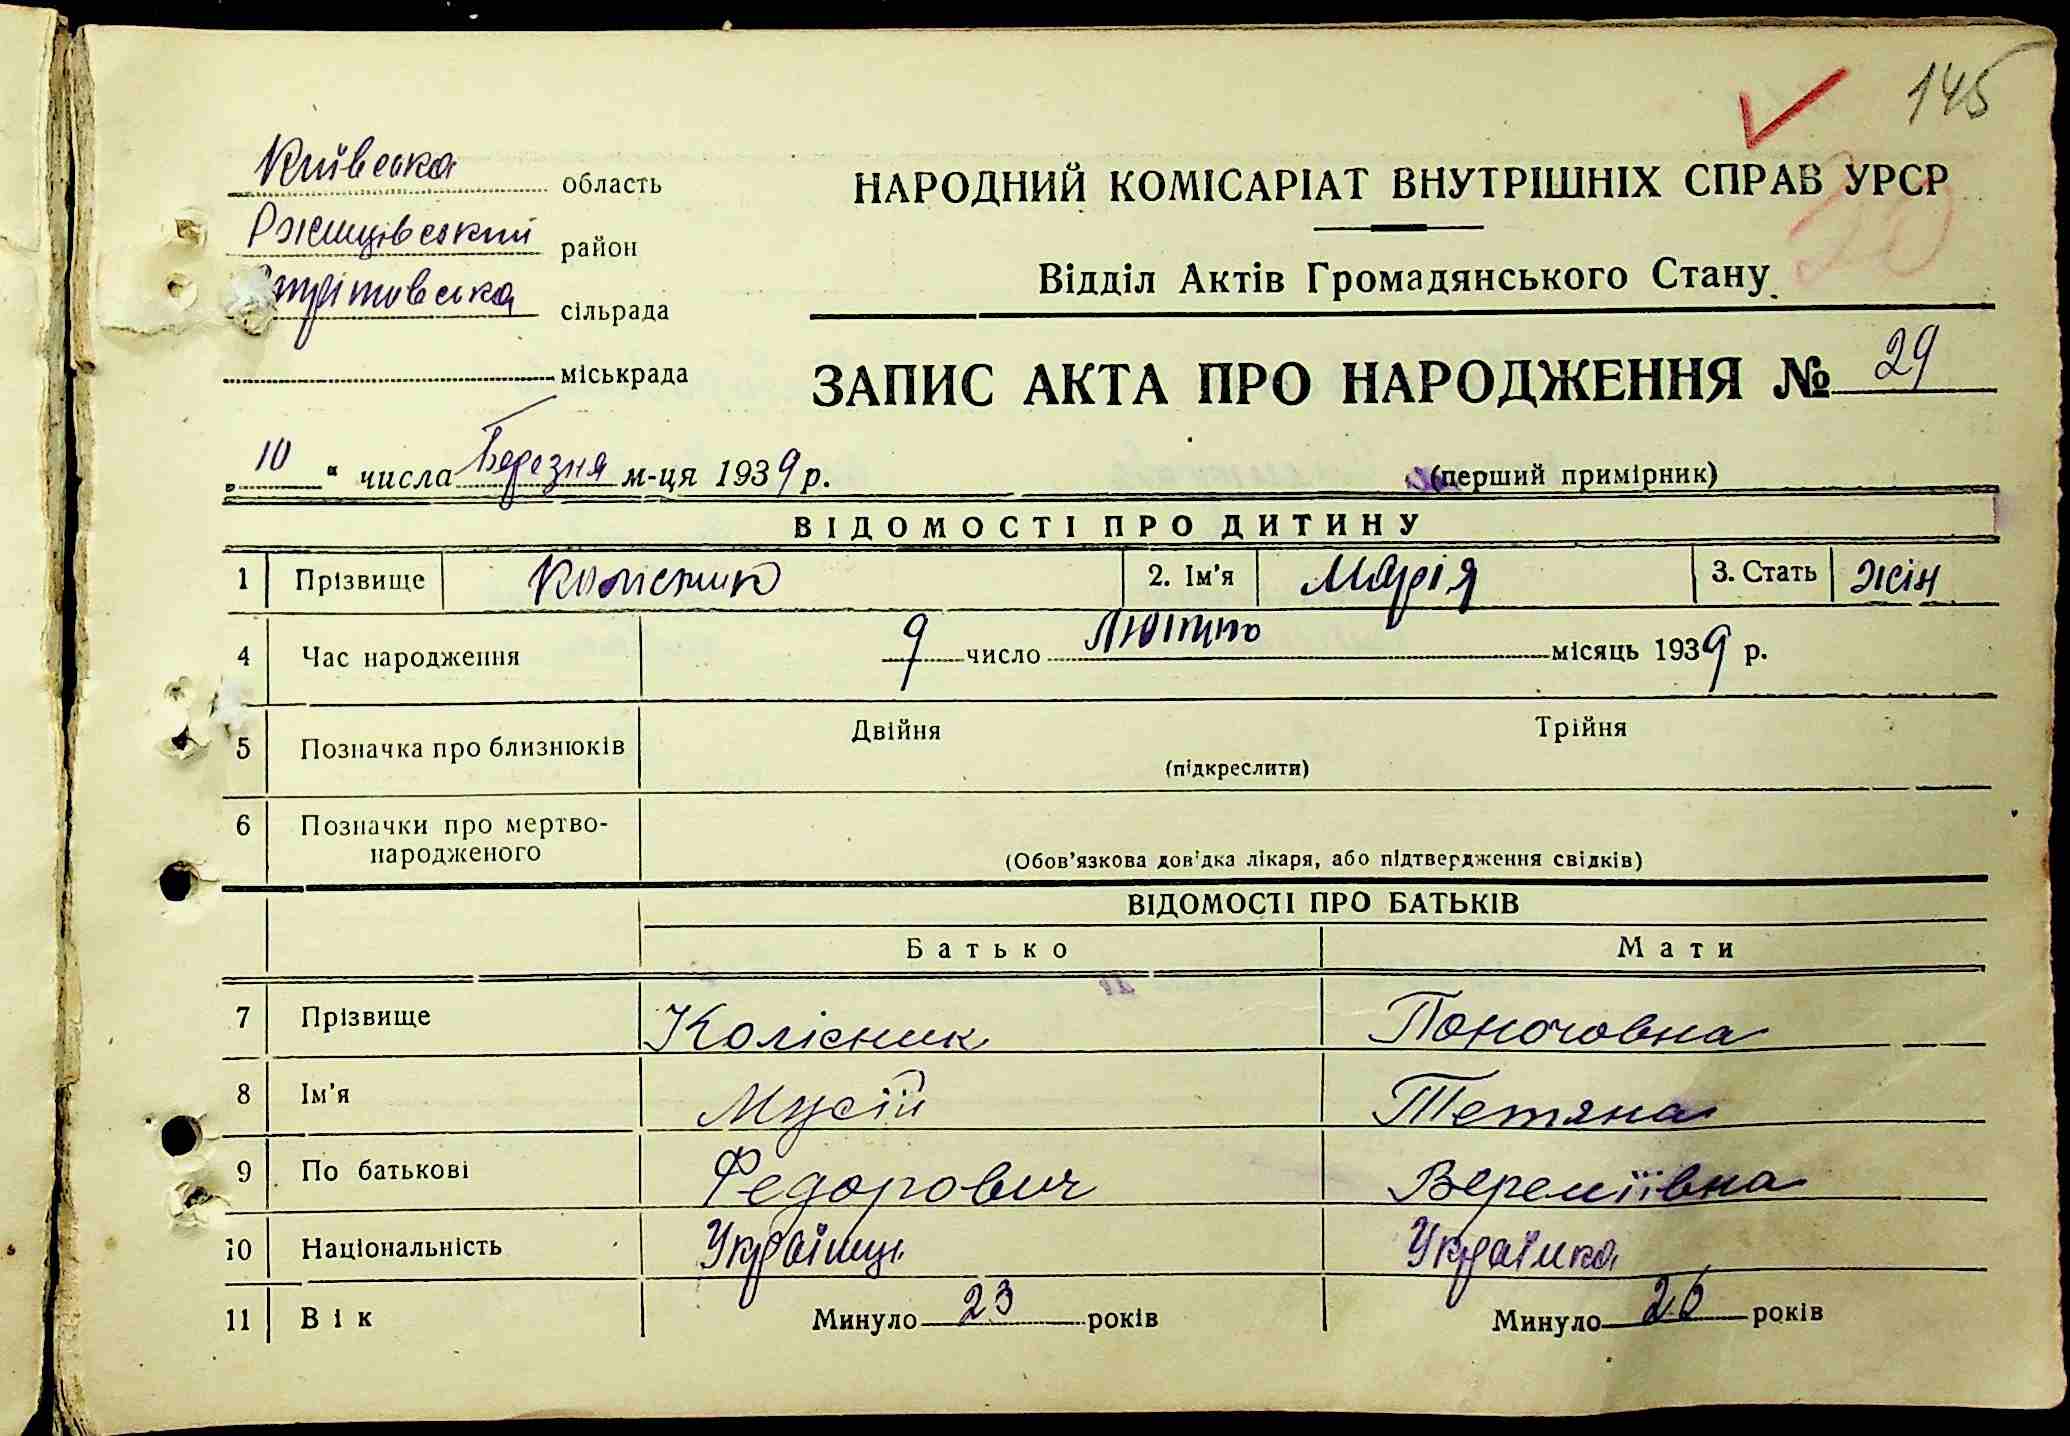 145
Київська область
НАРОДНИЙ КОМІСАРІАТ ВНУТРІШНІХ СПРАВ УРСР
20
Ржищівський район
Відділ Актів Громадянського Стану
сільрада
міськрада
ЗАПИС АКТА ПРО НАРОДЖЕННЯ № 29
„ 10 “ числа Березня м-ця 1939 р.
(перший примірник)
ВІДОМОСТІ ПРО ДИТИНУ
1 Прізвище Колісник 2. Ім'я Марія 3. Стать жін
4 Час народження 9 число Лютий місяць 1939 р.
5 Позначка про близнюків Двійня Трійня
(підкреслити)
6 Позначки про мертво-
народженого
(Обов'язкова дов'дка лікаря, або підтвердження свідків)
ВІДОМОСТІ ПРО БАТЬКІВ
Батько Мати
7 Прізвище Колісник
8 Ім'я Мусій Тетяна
9 По батькові Федорович Вереміївна
10 Національність Українць Українка
11 Вік Минуло 23 років Минуло 26 років